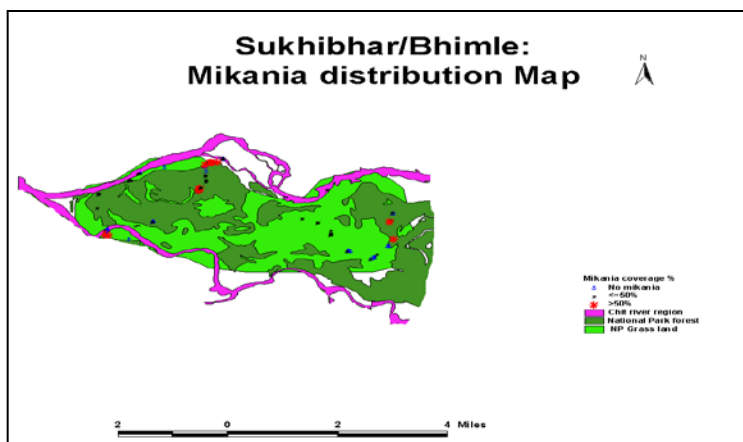 Sukhibhar/Bhimle:
Mikania distribution Map
N
Mikania coverage %
No mikania
<=50%
>50%
Chit river region
National Park forest
NP Grass land
2 0 2 4 Miles